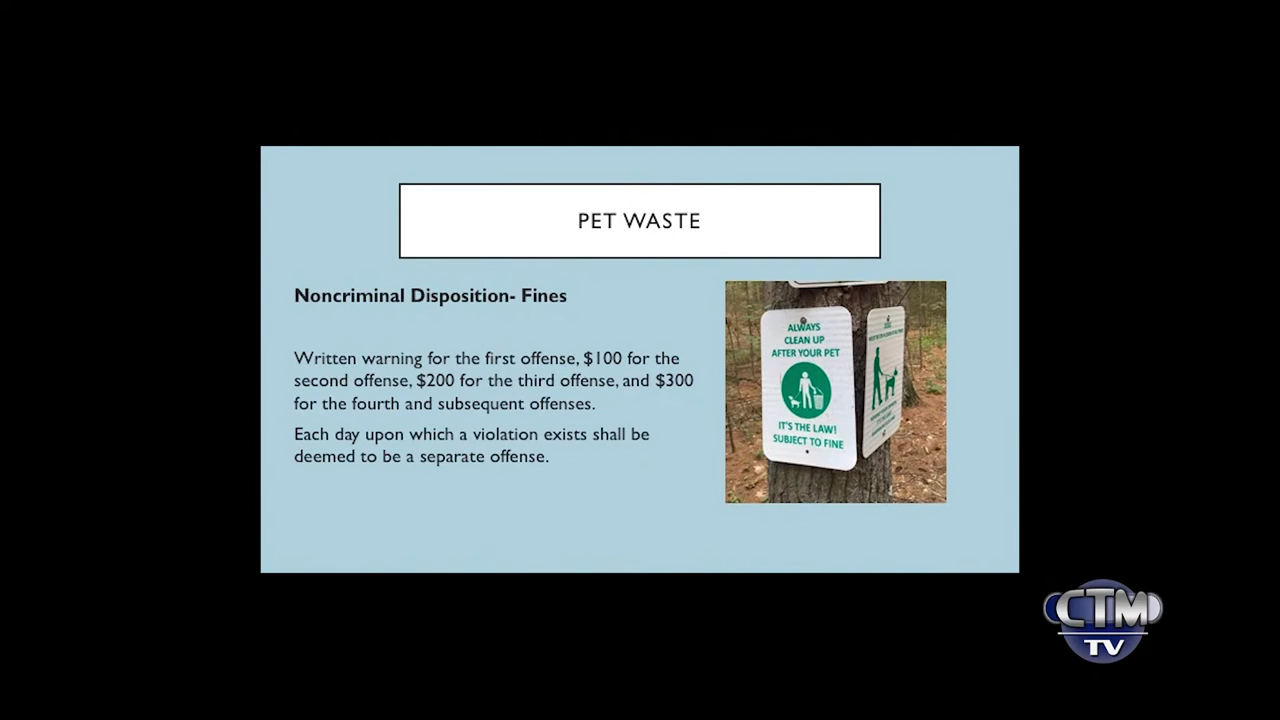 PET WASTE
Noncriminal Disposition- Fines
Written warning for the first offense, $100 for the
second offense, $200 for the third offense, and $300
for the fourth and subsequent offenses.
Each day upon which a violation exists shall be
deemed to be a separate offense.
ALWAYS
CLEAN UP
AFTER YOUR PET
IT'S THE LAW!
SUBJECT TO FINE
CTM
TV